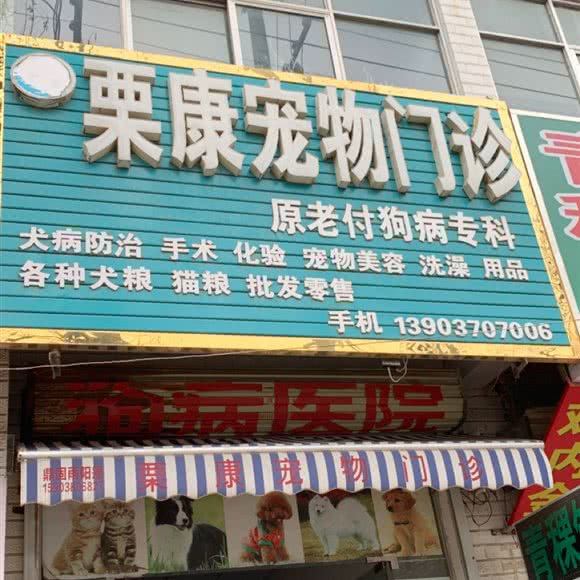 栗康宠物门诊
原老付狗病专科
犬病防治 手术 化验 宠物美容 洗澡 用品
各种犬粮 猫粮 批发零售
手机 13903707006
狗病医院
栗康宠物门诊
青稞